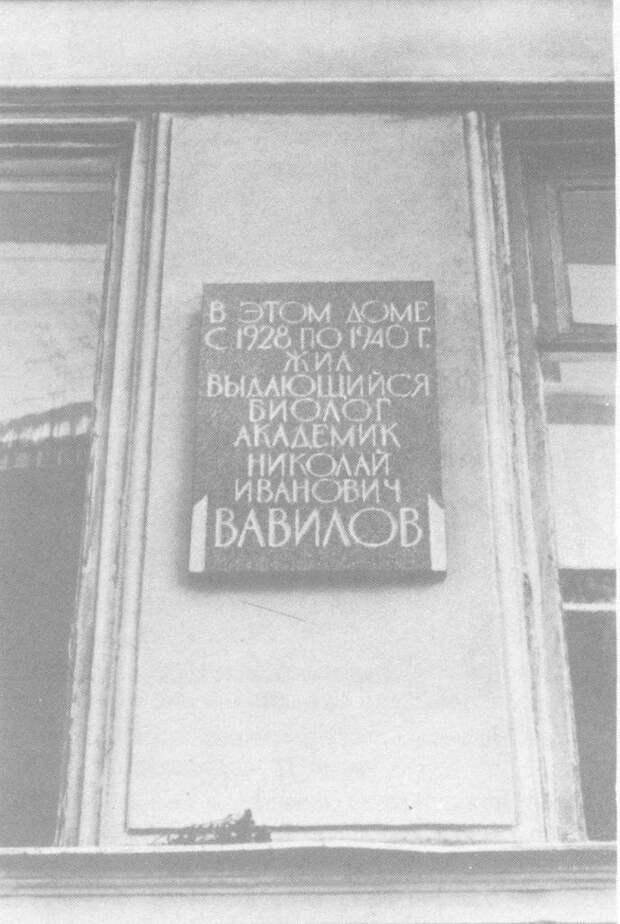 В ЭТОМ ДОМЕ
С 1928 ПО 1940 Г.
ЖИЛ
ВЫДАЮЩИЙСЯ
БИОЛОГ
АКАДЕМИК
НИКОЛАЙ
ИВАНОВИЧ
ВАВИЛОВ